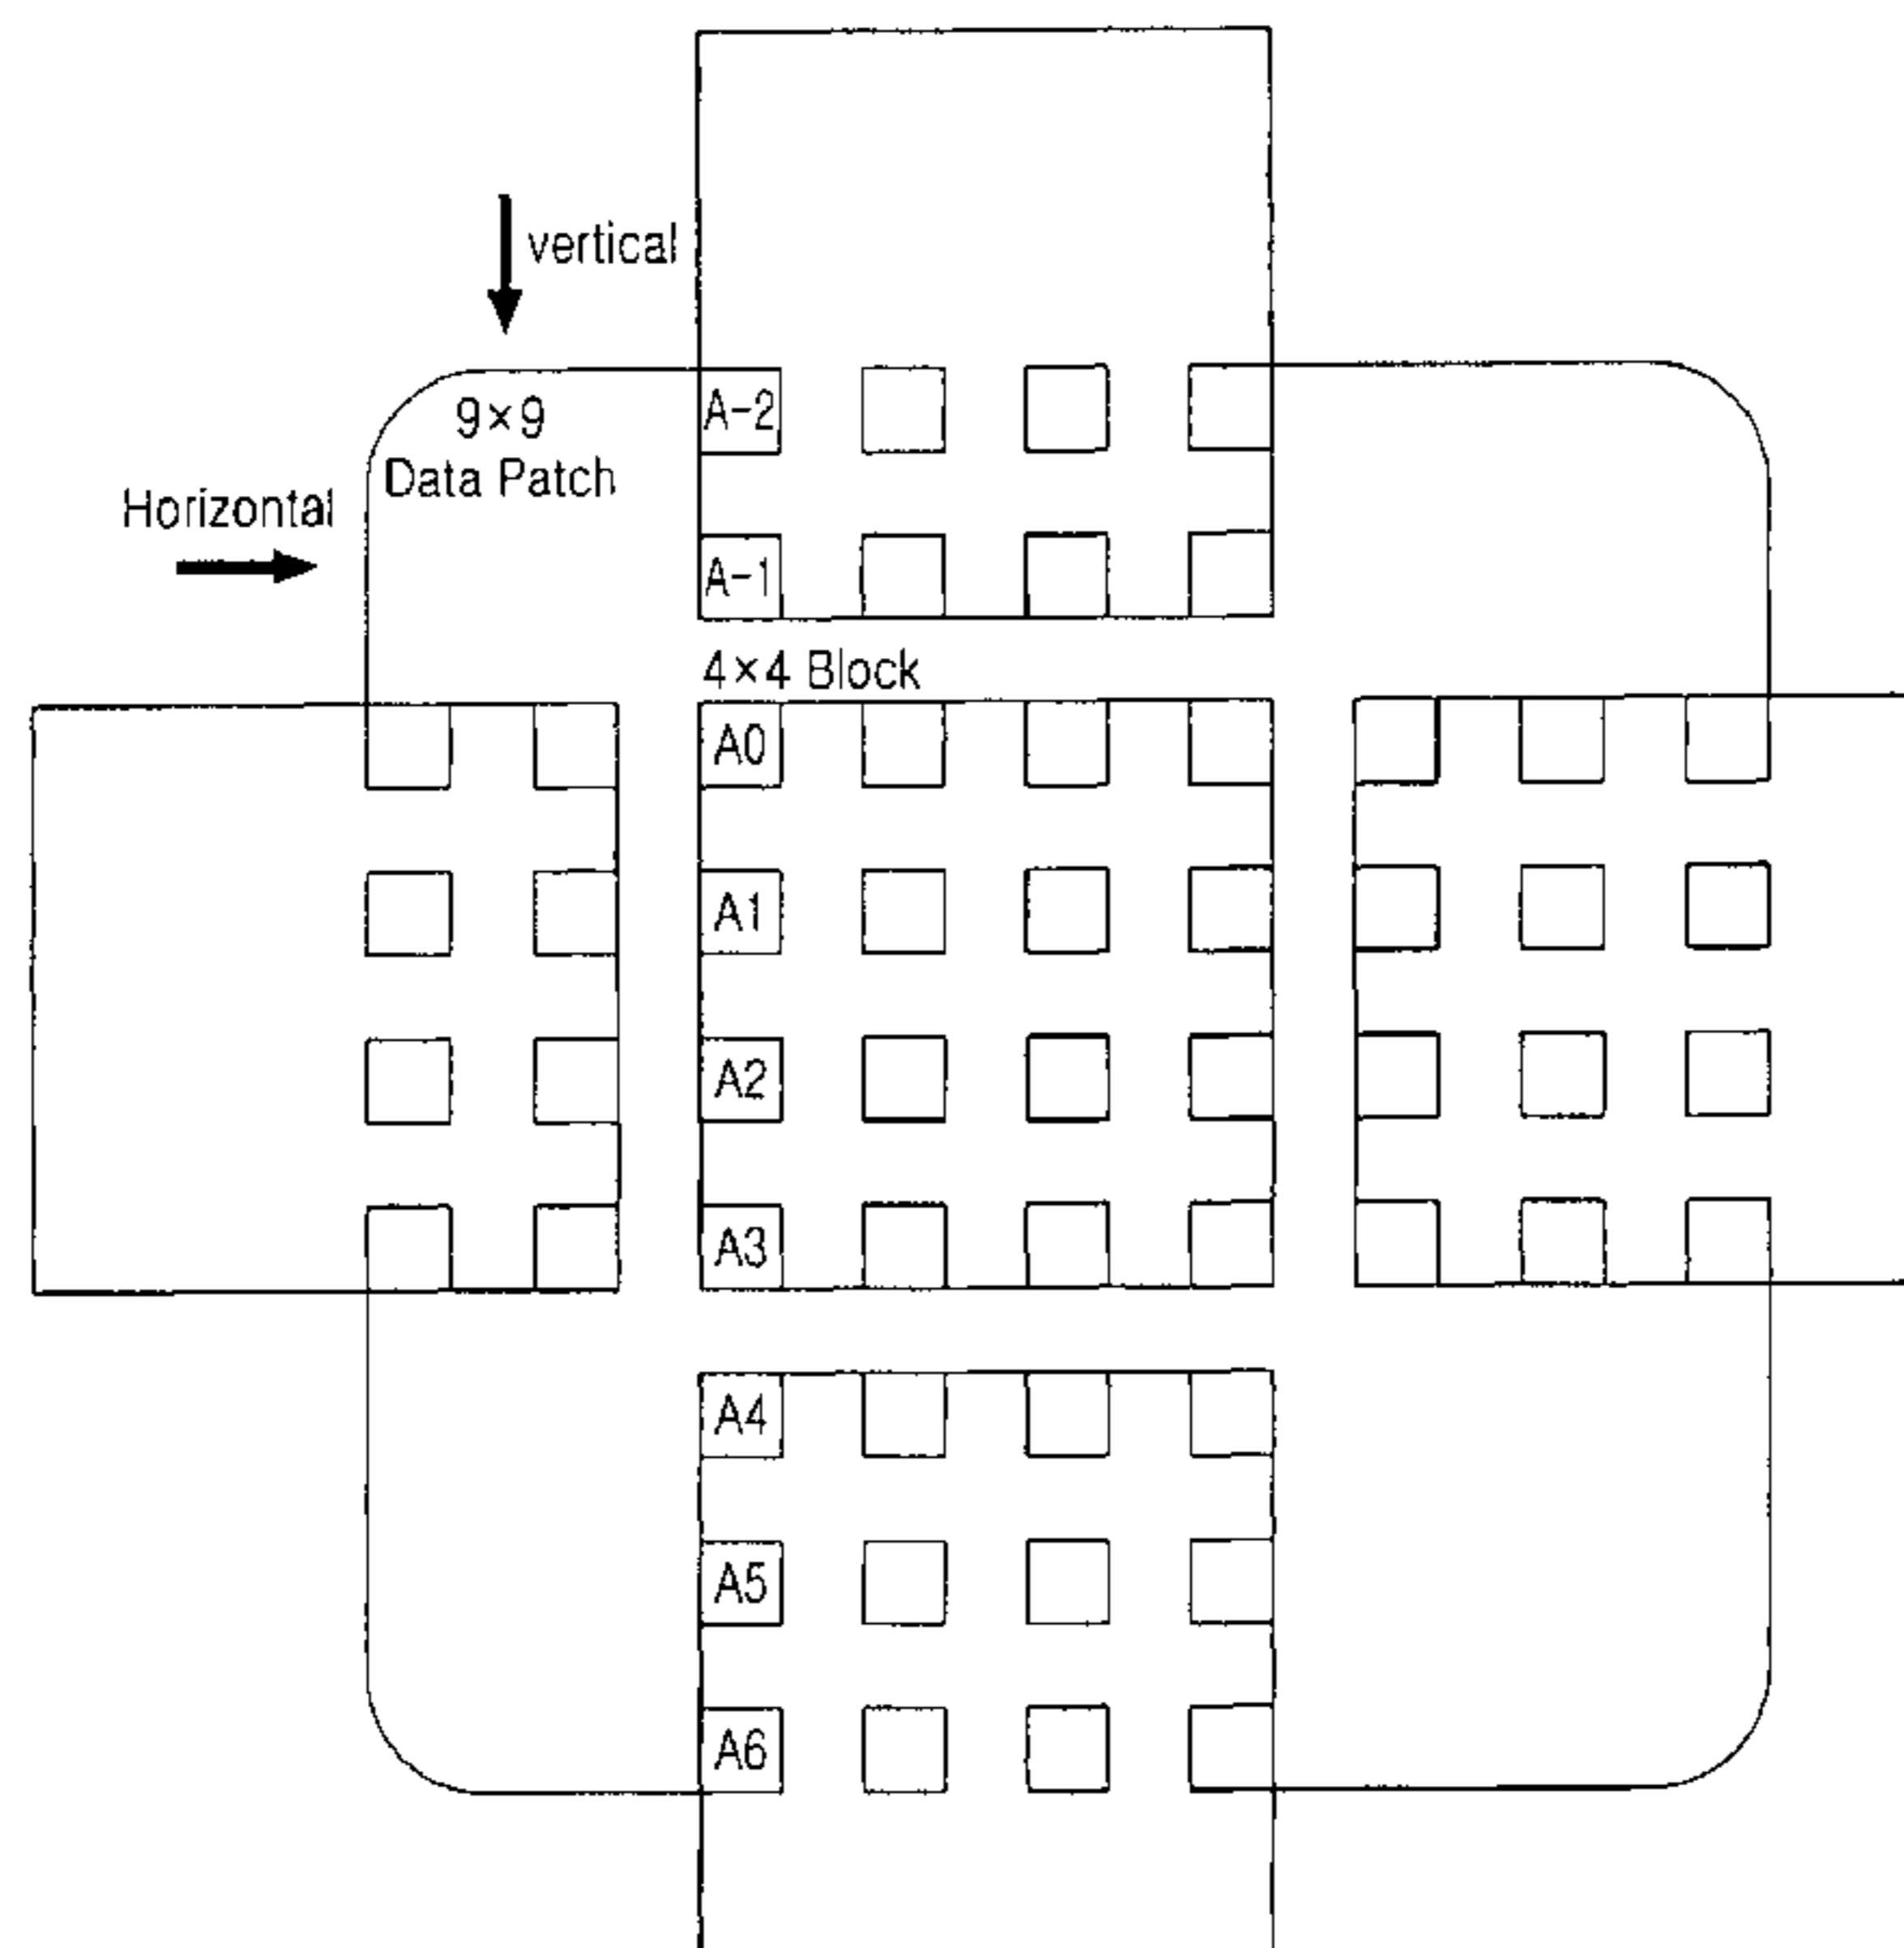 vertical
9×9
A-2
Data Patch
Horizontal
A-1
4×4 Block
A0
A1
A2
A3
A4
A5
A6